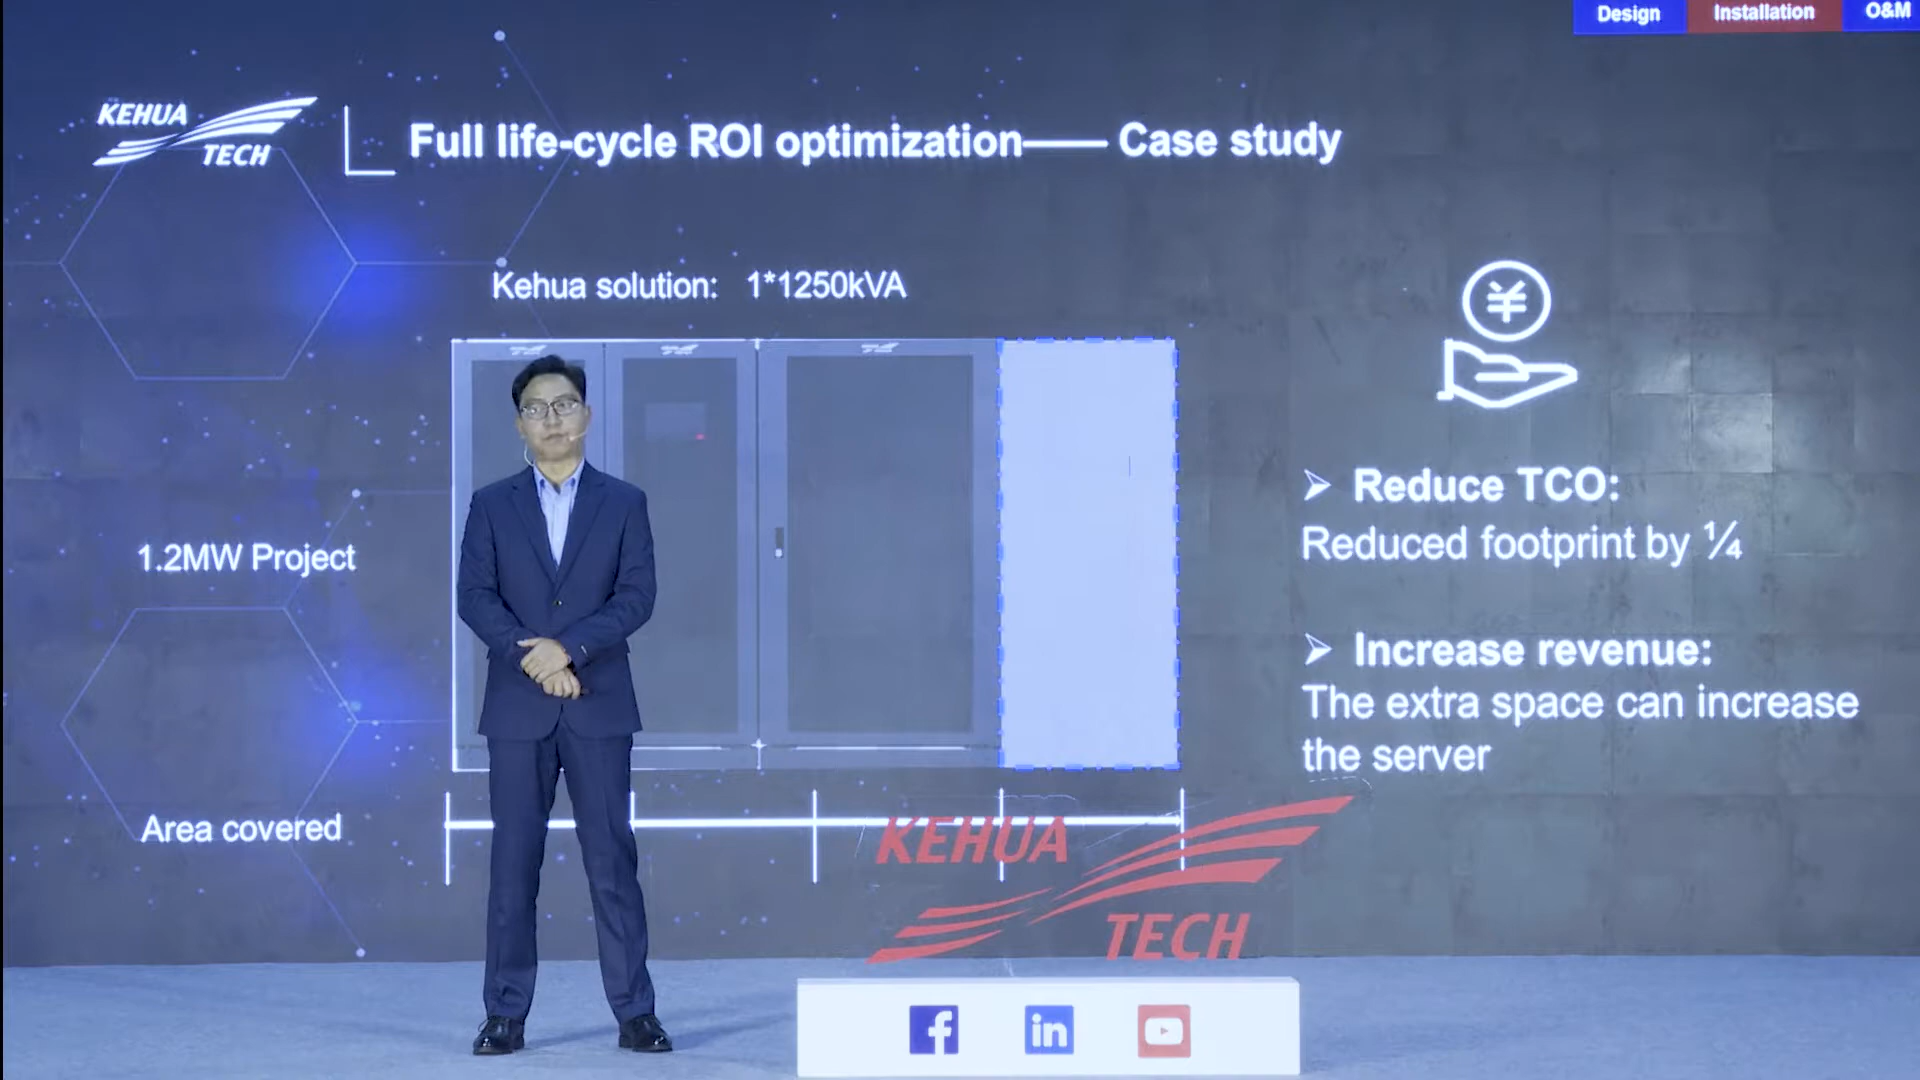 Design Installation O&M
KEHUA
TECH
Full life-cycle ROI optimization—— Case study
Kehua solution: 1*1250kVA
¥
➢ Reduce TCO:
Reduced footprint by ¼
1.2MW Project
➢ Increase revenue:
The extra space can increase
the server
Area covered
KEHUA
TECH
f in